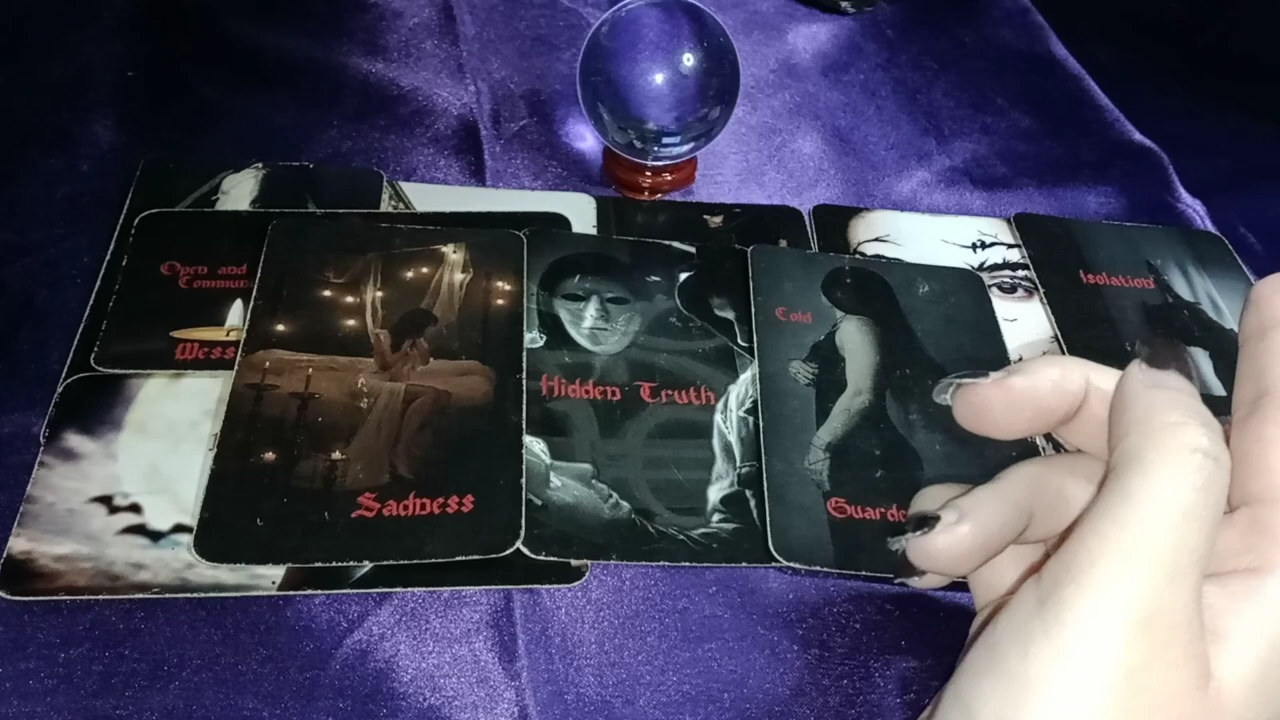 Open and
Commun
Mess
Sadness
Hidden Truth
Cold
Guarde
Isolation